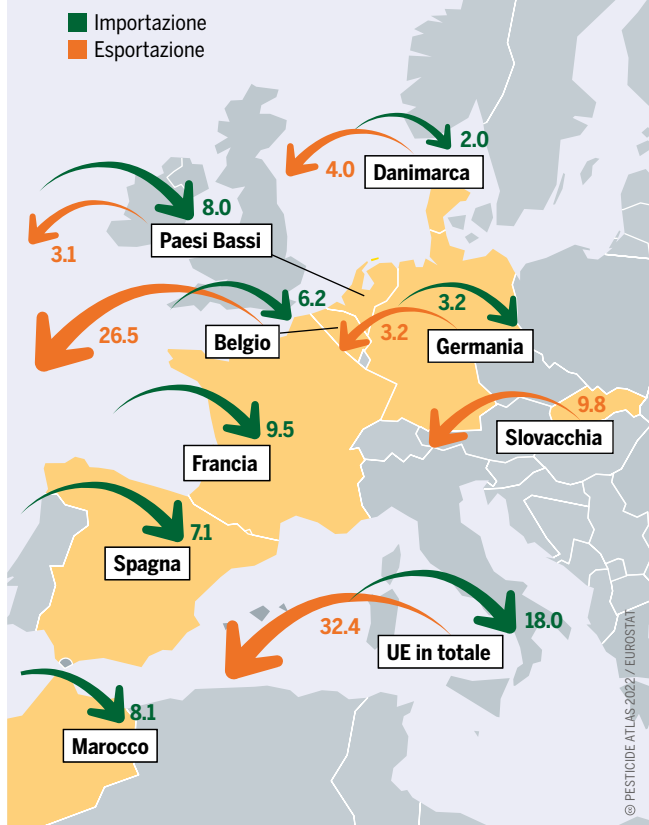 Importazione
Esportazione
2.0
4.0
Danimarca
8.0
3.1
Paesi Bassi
6.2
26.5
Belgio
3.2
3.2
Germania
9.8
Slovacchia
9.5
Francia
7.1
Spagna
32.4
18.0
UE in totale
8.1
Marocco
© PESTICIDE ATLAS 2022 / EUROSTAT